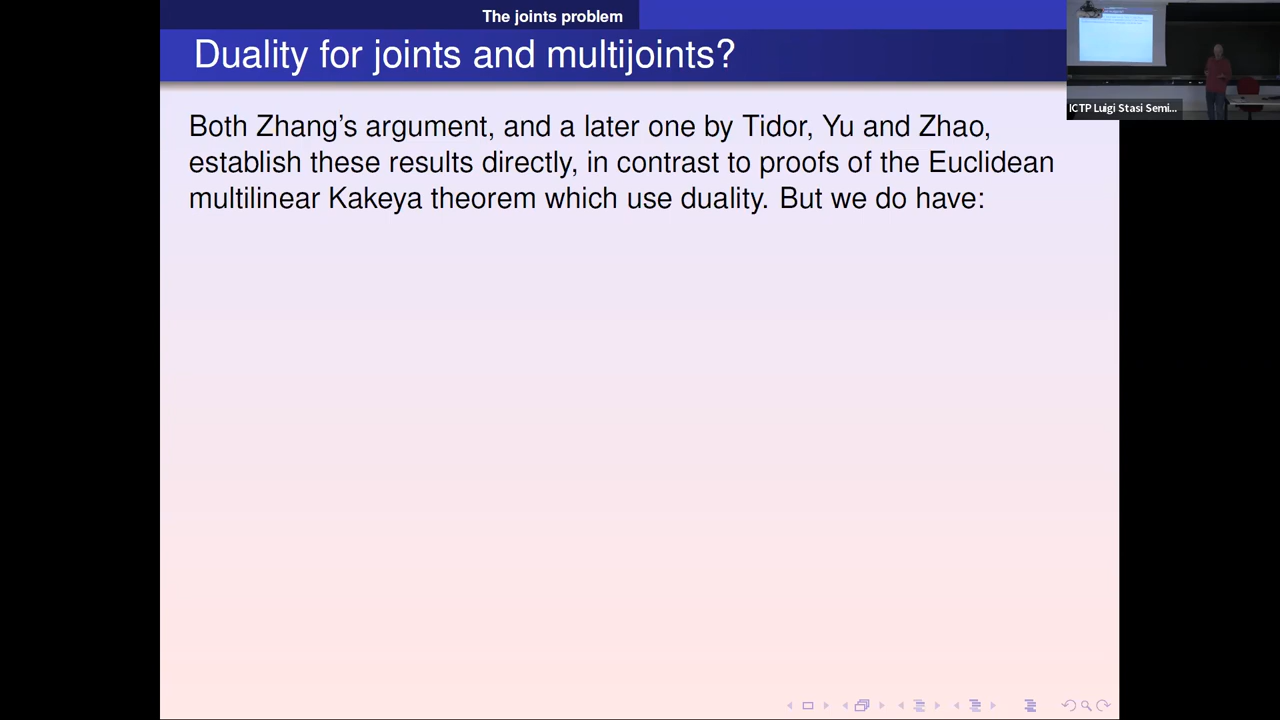 The joints problem
Duality for joints and multijoints?
Both Zhang's argument, and a later one by Tidor, Yu and Zhao,
establish these results directly, in contrast to proofs of the Euclidean
multilinear Kakeya theorem which use duality. But we do have:
ICTP Luigi Stasi Semi...